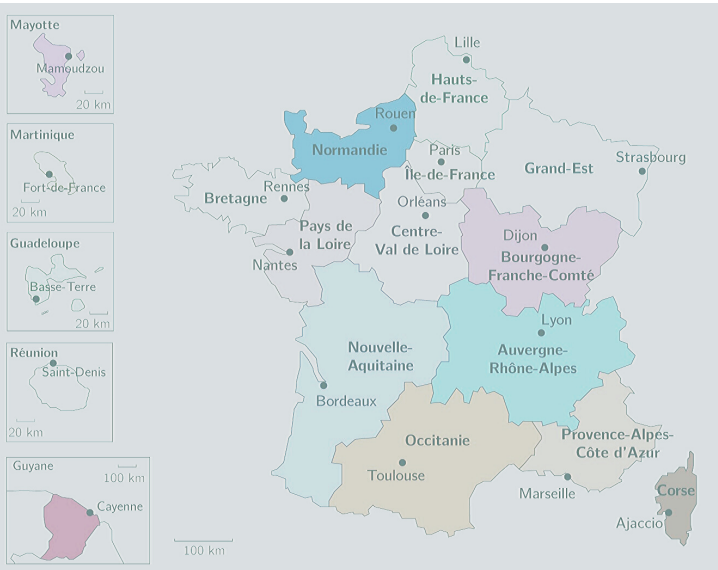 Mayotte
Mamoudzou
20 km
Martinique
Fort-de-France
20 km
Guadeloupe
Basse-Terre
20 km
Réunion
Saint-Denis
20 km
Guyane
100 km
Cayenne
Lille
Hauts-
de-France
Rouen
Normandie
Paris
Île-de-France
Grand-Est
Strasbourg
Bretagne
Rennes
Pays de
la Loire
Nantes
Orléans
Centre-
Val de Loire
Dijon
Bourgogne-
Franche-Comté
Lyon
Auvergne-
Rhône-Alpes
Nouvelle-
Aquitaine
Bordeaux
Occitanie
Toulouse
Provence-Alpes-
Côte d'Azur
Marseille
Corse
Ajaccio
100 km